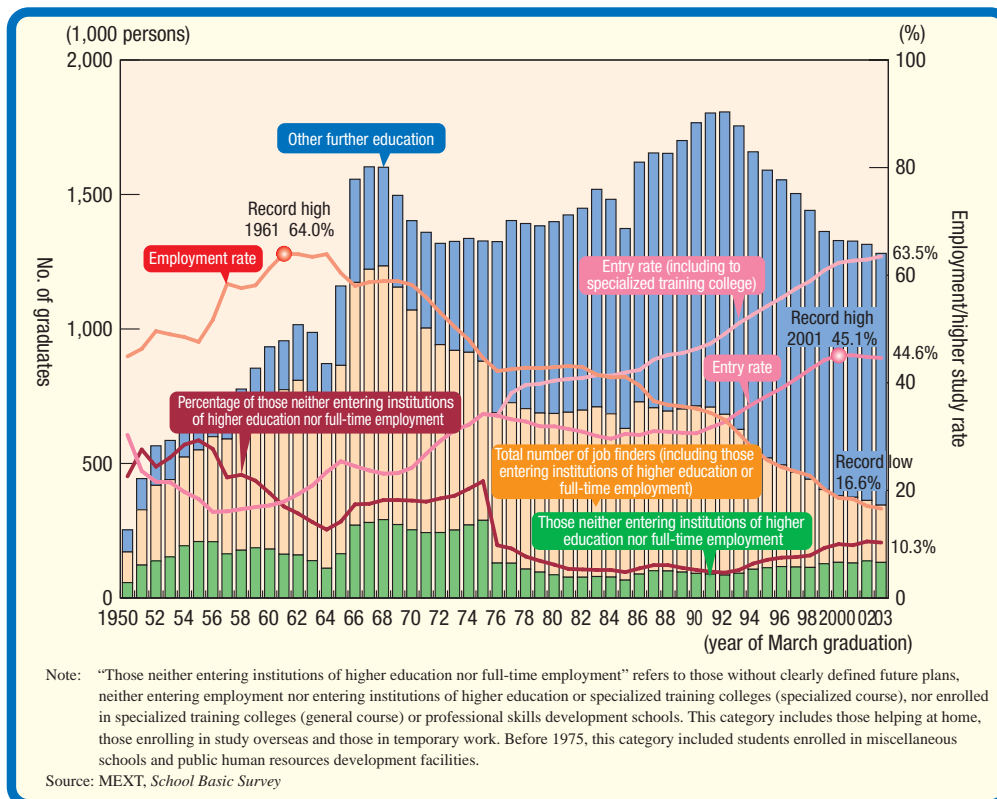 (1,000 persons)
(%)
2,000
1,500
1,000
500
0
100
80
60
40
20
0
No. of graduates
Employment/higher study rate
Other further education
Record high
1961 64.0%
Employment rate
Entry rate (including to
specialized training college)
63.5%
Record high
2001 45.1%
44.6%
Entry rate
Percentage of those neither entering institutions
of higher education nor full-time employment
Total number of job finders (including those
entering institutions of higher education or
full-time employment)
Record low
16.6%
Those neither entering institutions of higher
education nor full-time employment
10.3%
1950 52 54 56 58 60 62 64 66 68 70 72 74 76 78 80 82 84 86 88 90 92 94 96 98 2000 02 03
(year of March graduation)
Note: “Those neither entering institutions of higher education nor full-time employment” refers to those without clearly defined future plans,
neither entering employment nor entering institutions of higher education or specialized training colleges (specialized course), nor enrolled
in specialized training colleges (general course) or professional skills development schools. This category includes those helping at home,
those enrolling in study overseas and those in temporary work. Before 1975, this category included students enrolled in miscellaneous
schools and public human resources development facilities.
Source: MEXT, School Basic Survey